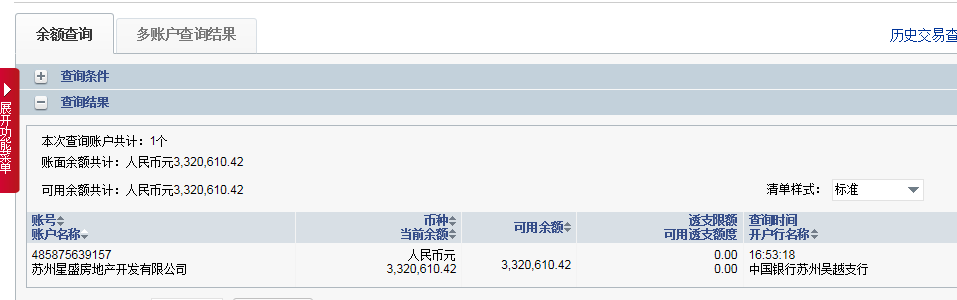 余额查询 多账户查询结果 历史交易查
查询条件
查询结果
展开功能菜单
本次查询账户共计：1个
账面余额共计：人民币元3,320,610.42
可用余额共计：人民币元3,320,610.42
清单样式： 标准
账号 币种 可用余额 透支限额 查询时间
账户名称 当前余额 可用透支额度 开户行名称
485875639157 人民币元 3,320,610.42 0.00 16:53:18
苏州星盛房地产开发有限公司 3,320,610.42 0.00 中国银行苏州吴越支行